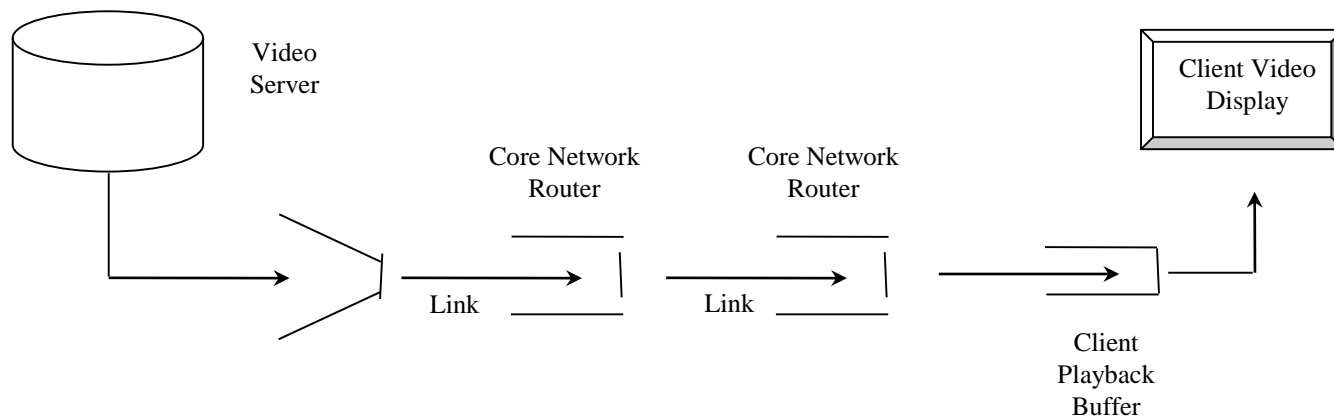 Video
Server
Client Video
Display
Core Network
Router
Core Network
Router
Link
Link
Client
Playback
Buffer